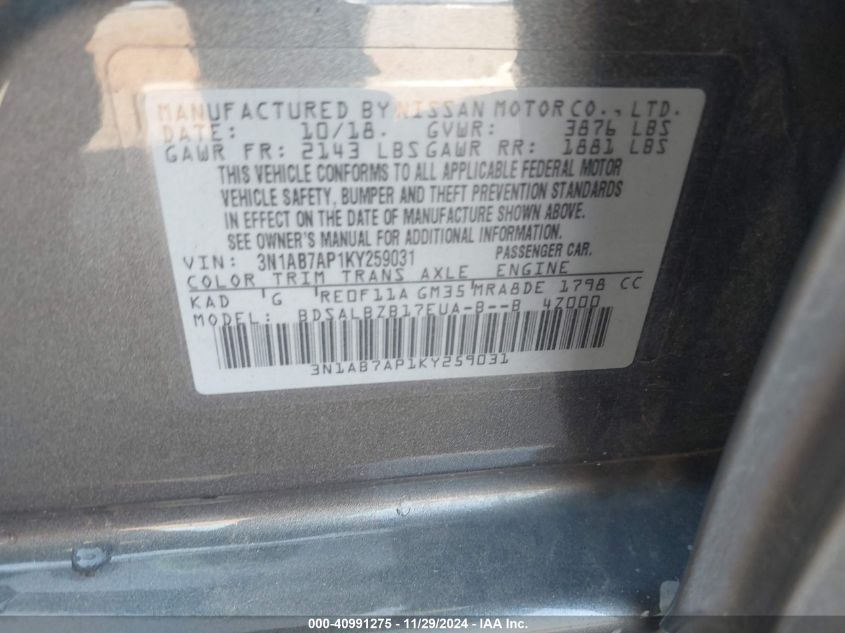 MANUFACTURED BY NISSAN MOTOR CO., LTD.
DATE: 10/18. GVWR: 3876 LBS
GAWR FR: 2143 LBS GAWR RR: 1881 LBS
THIS VEHICLE CONFORMS TO ALL APPLICABLE FEDERAL MOTOR
VEHICLE SAFETY, BUMPER AND THEFT PREVENTION STANDARDS
IN EFFECT ON THE DATE OF MANUFACTURE SHOWN ABOVE.
SEE OWNER'S MANUAL FOR ADDITIONAL INFORMATION.
VIN: 3N1AB7AP1KY259031 PASSENGER CAR.
COLOR TRIM TRANS AXLE ENGINE
KAD G RE0F11A GM35 MRA8DE 1798 CC
MODEL: BDSALBZB17EUA-B--B 4Z000
3N1AB7AP1KY259031
000-40991275 - 11/29/2024 - IAA Inc.